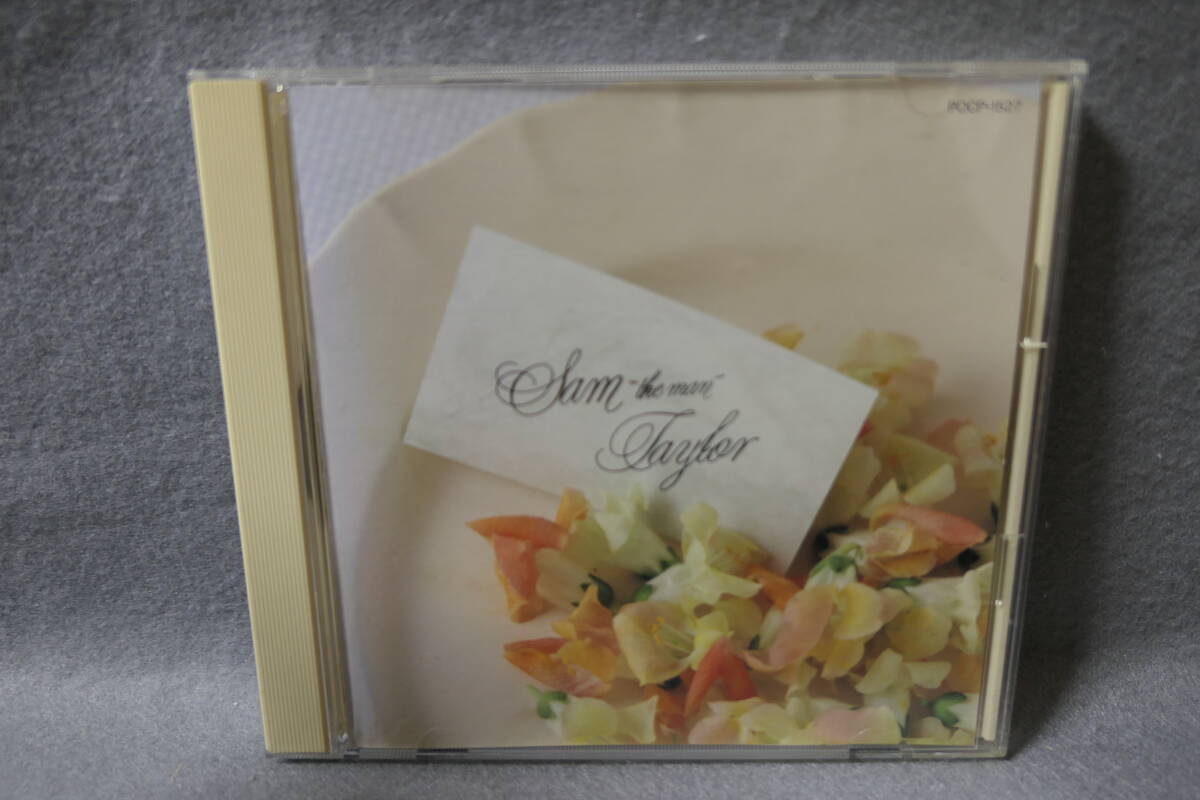 POCP-1627
Sam "the man"
Taylor